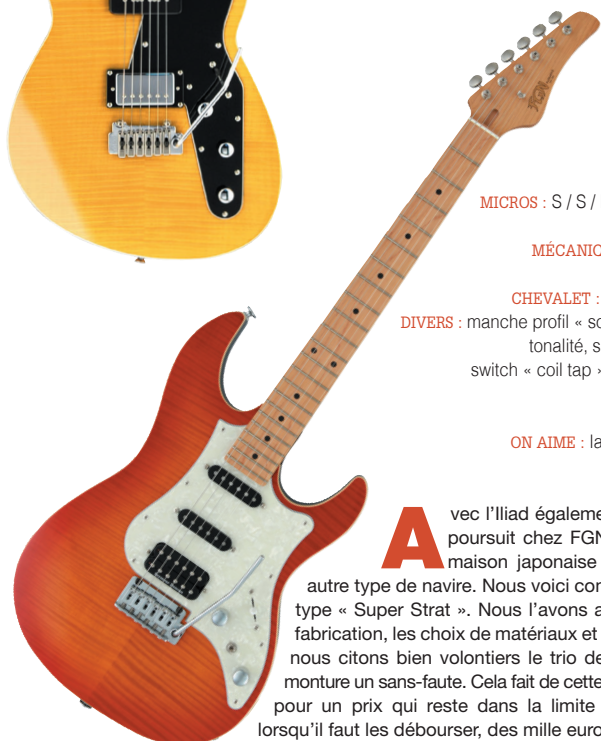 FGN
MICROS : S / S /
MÉCANIQ
CHEVALET :
DIVERS : manche profil « so
tonalité, s
switch « coil tap »
ON AIME : la
Avec l'Iliad égaleme
poursuit chez FGN
maison japonaise
autre type de navire. Nous voici con
type « Super Strat ». Nous l'avons a
fabrication, les choix de matériaux et
nous citons bien volontiers le trio de
monture un sans-faute. Cela fait de cette
pour un prix qui reste dans la limite
lorsqu'il faut les débourser, des mille euro